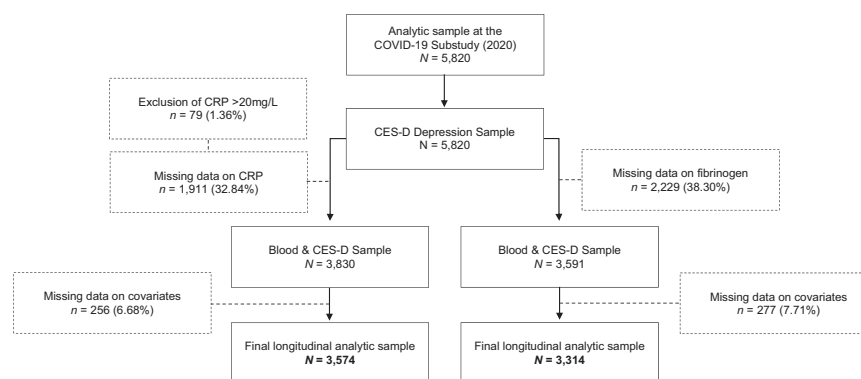 Analytic sample at the
COVID-19 Substudy (2020)
N = 5,820
Exclusion of CRP >20mg/L
n = 79 (1.36%)
CES-D Depression Sample
N = 5,820
Missing data on CRP
n = 1,911 (32.84%)
Missing data on fibrinogen
n = 2,229 (38.30%)
Blood & CES-D Sample
N = 3,830
Blood & CES-D Sample
N = 3,591
Missing data on covariates
n = 256 (6.68%)
Missing data on covariates
n = 277 (7.71%)
Final longitudinal analytic sample
N = 3,574
Final longitudinal analytic sample
N = 3,314